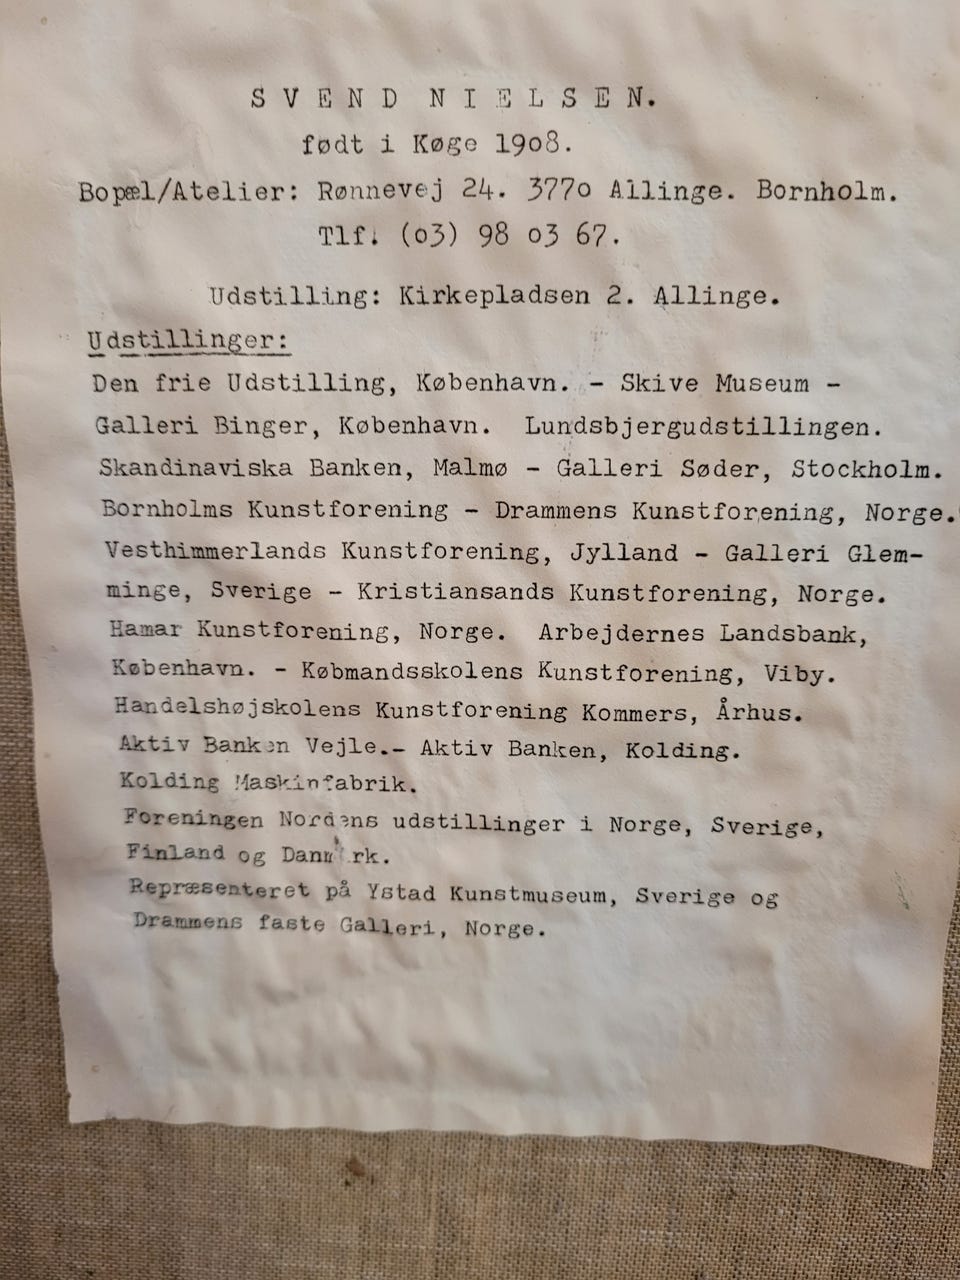 SVEND NIELSEN.
født i Køge 1908.
Bopæl/Atelier: Rønnevej 24. 3770 Allinge. Bornholm.
Tlf. (03) 98 03 67.
Udstilling: Kirkepladsen 2. Allinge.
Udstillinger:
Den frie Udstilling, København. - Skive Museum -
Galleri Binger, København. Lundsbjergudstillingen.
Skandinaviska Banken, Malmø - Galleri Søder, Stockholm.
Bornholms Kunstforening - Drammens Kunstforening, Norge.
Vesthimmerlands Kunstforening, Jylland - Galleri Glem-
minge, Sverige - Kristiansands Kunstforening, Norge.
Hamar Kunstforening, Norge. Arbejdernes Landsbank,
København. - Købmandsskolens Kunstforening, Viby.
Handelshøjskolens Kunstforening Kommers, Århus.
Aktiv Banken Vejle.- Aktiv Banken, Kolding.
Kolding Maskinfabrik.
Foreningen Nordens udstillinger i Norge, Sverige,
Finland og Danmark.
Repræsenteret på Ystad Kunstmuseum, Sverige og
Drammens faste Galleri, Norge.